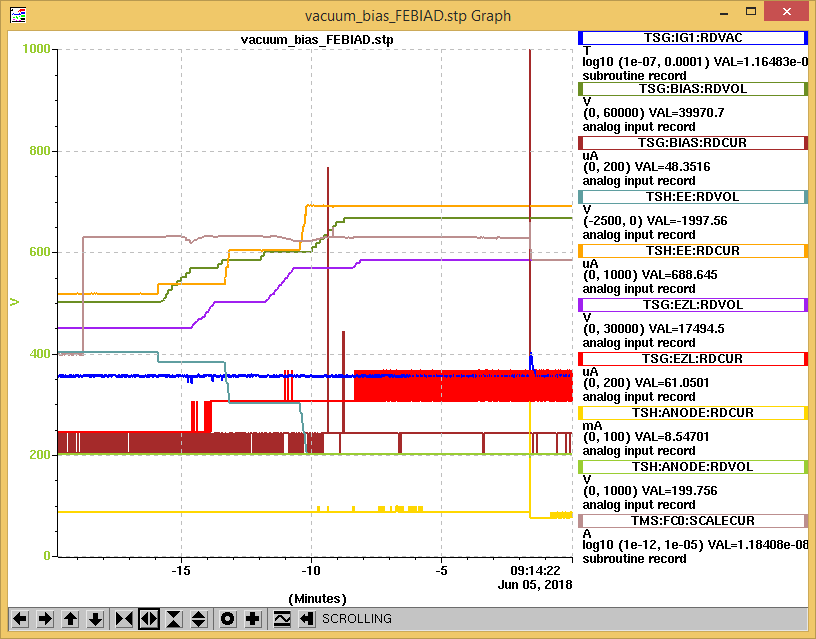 vacuum_bias_FEBIAD.stp Graph
vacuum_bias_FEBIAD.stp
1000
800
600
400
200
0
V
-15
-10
-5
09:14:22
Jun 05, 2018
(Minutes)
TSG:IG1:RDVAC
T
log10 (1e-07, 0.0001) VAL=1.16483e-0
subroutine record
TSG:BIAS:RDVOL
V
(0, 60000) VAL=39970.7
analog input record
TSG:BIAS:RDCUR
uA
(0, 200) VAL=48.3516
analog input record
TSH:EE:RDVOL
V
(-2500, 0) VAL=-1997.56
analog input record
TSH:EE:RDCUR
uA
(0, 1000) VAL=688.645
analog input record
TSG:EZL:RDVOL
V
(0, 30000) VAL=17494.5
analog input record
TSG:EZL:RDCUR
uA
(0, 200) VAL=61.0501
analog input record
TSH:ANODE:RDCUR
mA
(0, 100) VAL=8.54701
analog input record
TSH:ANODE:RDVOL
V
(0, 1000) VAL=199.756
analog input record
TMS:FC0:SCALECUR
A
log10 (1e-12, 1e-05) VAL=1.18408e-08
subroutine record
SCROLLING